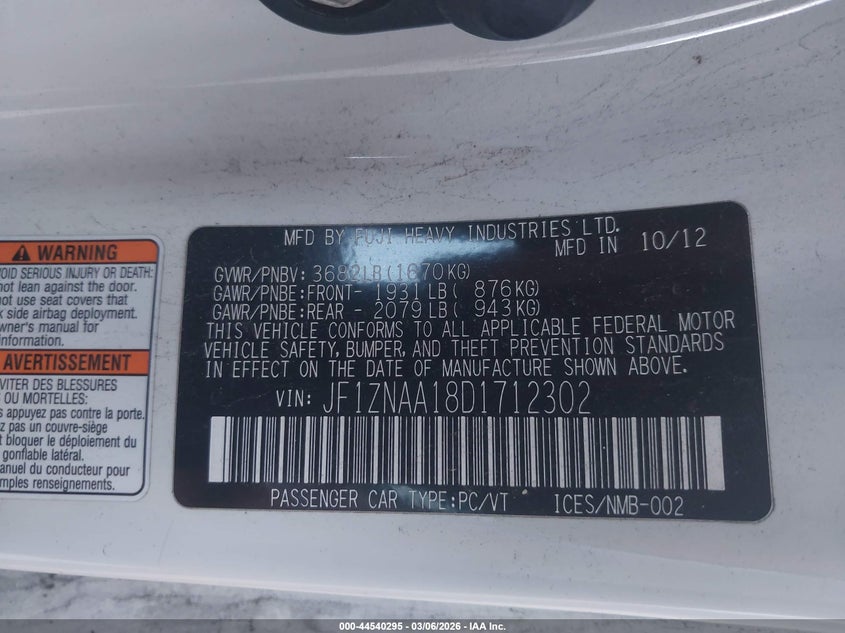 MFD BY FUJI HEAVY INDUSTRIES LTD.
MFD IN 10/12
GVWR/PNBV: 3682LB(1670KG)
GAWR/PNBE:FRONT- 1931LB( 876KG)
GAWR/PNBE:REAR - 2079LB( 943KG)
THIS VEHICLE CONFORMS TO ALL APPLICABLE FEDERAL MOTOR
VEHICLE SAFETY, BUMPER, AND THEFT PREVENTION STANDARDS
IN EFFECT ON THE DATE OF MANUFACTURE SHOWN ABOVE.
VIN: JF1ZNAA18D1712302
PASSENGER CAR TYPE:PC/VT ICES/NMB-002
WARNING
VOID SERIOUS INJURY OR DEATH:
not lean against the door.
not use seat covers that
k side airbag deployment.
wner's manual for
information.
AVERTISSEMENT
VITER DES BLESSURES
S OU MORTELLES:
s appuyez pas contre la porte.
z pas un couvre-siège
t bloquer le déploiement du
gonflable latéral.
anuel du conducteur pour
mples renseignements.
000-44540295 - 03/06/2026 - IAA Inc.